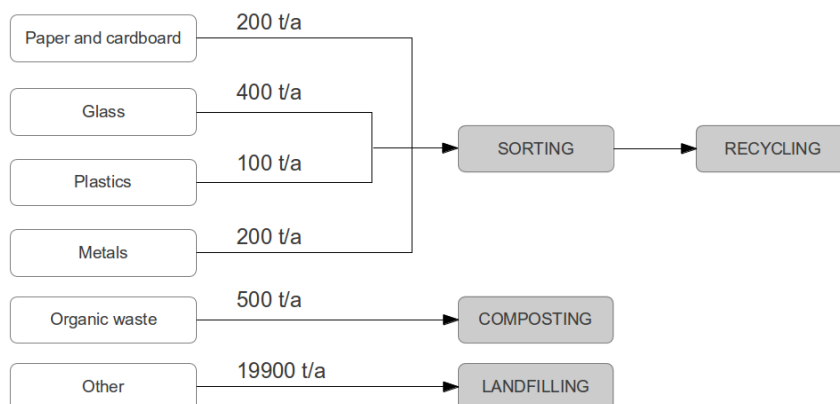 Paper and cardboard
200 t/a
Glass
400 t/a
Plastics
100 t/a
SORTING
RECYCLING
Metals
200 t/a
Organic waste
500 t/a
COMPOSTING
Other
19900 t/a
LANDFILLING